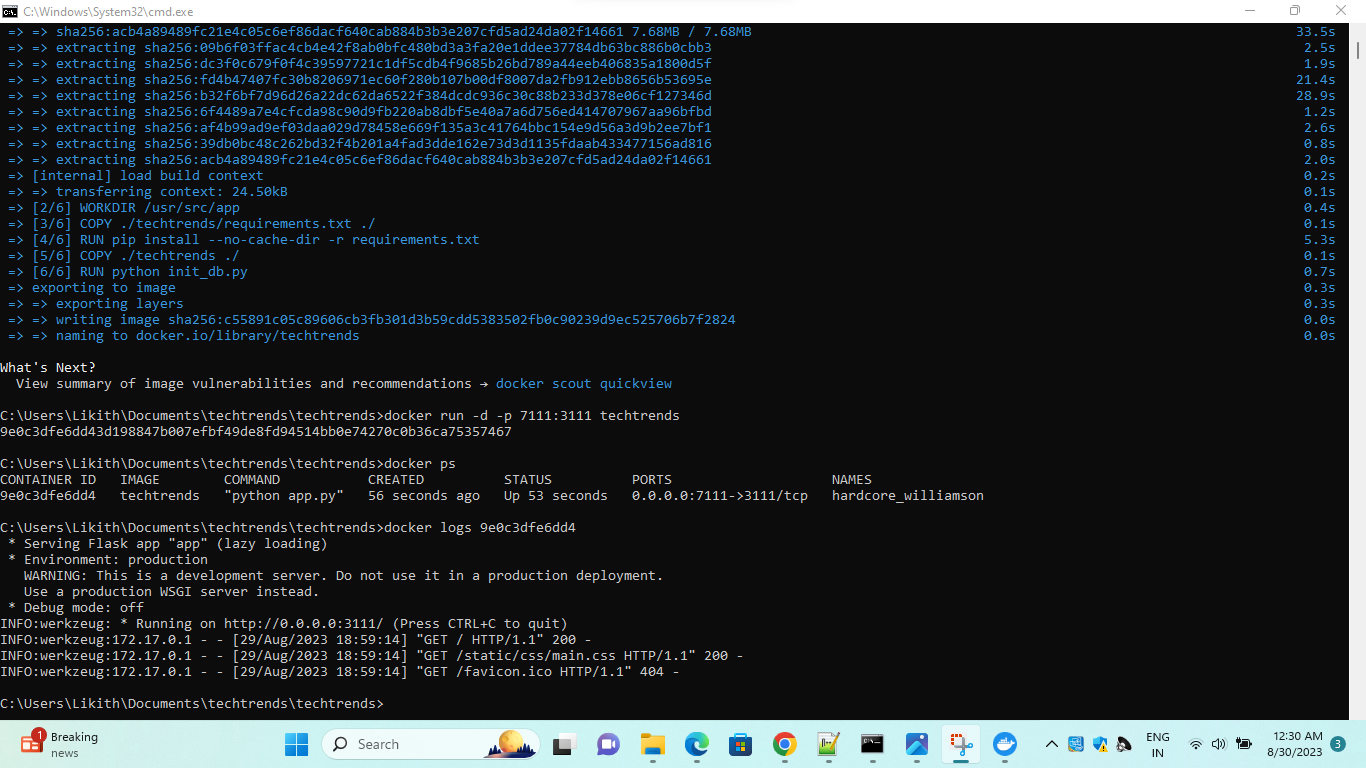 C:\Windows\System32\cmd.exe
=> => sha256:acb4a89489fc21e4c05c6ef86dacf640cab884b3b3e207cfd5ad24da02f14661 7.68MB / 7.68MB 33.5s
=> => extracting sha256:09b6f03ffac4cb4e42f8ab0bfc480bd3a3fa20e1ddee37784db63bc886b0cbb3 2.5s
=> => extracting sha256:dc3f0c679f0f4c39597721c1df5cdb4f9685b26bd789a44eeb406835a1800d5f 1.9s
=> => extracting sha256:fd4b47407fc30b8206971ec60f280b107b00df8007da2fb912ebb8656b53695e 21.4s
=> => extracting sha256:b32f6bf7d96d26a22dc62da6522f384dcdc936c30c88b233d378e06cf127346d 28.9s
=> => extracting sha256:6f4489a7e4cfcda98c90d9fb220ab8dbf5e40a7a6d756ed414707967aa96bfbd 1.2s
=> => extracting sha256:af4b99ad9ef03daa029d78458e669f135a3c41764bbc154e9d56a3d9b2ee7bf1 2.6s
=> => extracting sha256:39db0bc48c262bd32f4b201a4fad3dde162e73d3d1135fdaab433477156ad816 0.8s
=> => extracting sha256:acb4a89489fc21e4c05c6ef86dacf640cab884b3b3e207cfd5ad24da02f14661 2.0s
=> [internal] load build context 0.2s
=> => transferring context: 24.50kB 0.1s
=> [2/6] WORKDIR /usr/src/app 0.4s
=> [3/6] COPY ./techtrends/requirements.txt ./ 0.1s
=> [4/6] RUN pip install --no-cache-dir -r requirements.txt 5.3s
=> [5/6] COPY ./techtrends ./ 0.1s
=> [6/6] RUN python init_db.py 0.7s
=> exporting to image 0.3s
=> => exporting layers 0.3s
=> => writing image sha256:c55891c05c89606cb3fb301d3b59cdd5383502fb0c90239d9ec525706b7f2824 0.0s
=> => naming to docker.io/library/techtrends 0.0s
What's Next?
View summary of image vulnerabilities and recommendations → docker scout quickview
C:\Users\Likith\Documents\techtrends\techtrends>docker run -d -p 7111:3111 techtrends
9e0c3dfe6dd43d198847b007efbf49de8fd94514bb0e74270c0b36ca75357467
C:\Users\Likith\Documents\techtrends\techtrends>docker ps
CONTAINER ID IMAGE COMMAND CREATED STATUS PORTS NAMES
9e0c3dfe6dd4 techtrends "python app.py" 56 seconds ago Up 53 seconds 0.0.0.0:7111->3111/tcp hardcore_williamson
C:\Users\Likith\Documents\techtrends\techtrends>docker logs 9e0c3dfe6dd4
* Serving Flask app "app" (lazy loading)
* Environment: production
WARNING: This is a development server. Do not use it in a production deployment.
Use a production WSGI server instead.
* Debug mode: off
INFO:werkzeug: * Running on http://0.0.0.0:3111/ (Press CTRL+C to quit)
INFO:werkzeug:172.17.0.1 - - [29/Aug/2023 18:59:14] "GET / HTTP/1.1" 200 -
INFO:werkzeug:172.17.0.1 - - [29/Aug/2023 18:59:14] "GET /static/css/main.css HTTP/1.1" 200 -
INFO:werkzeug:172.17.0.1 - - [29/Aug/2023 18:59:14] "GET /favicon.ico HTTP/1.1" 404 -
C:\Users\Likith\Documents\techtrends\techtrends>
1 Breaking
news
Search
ENG
IN
12:30 AM
8/30/2023
3